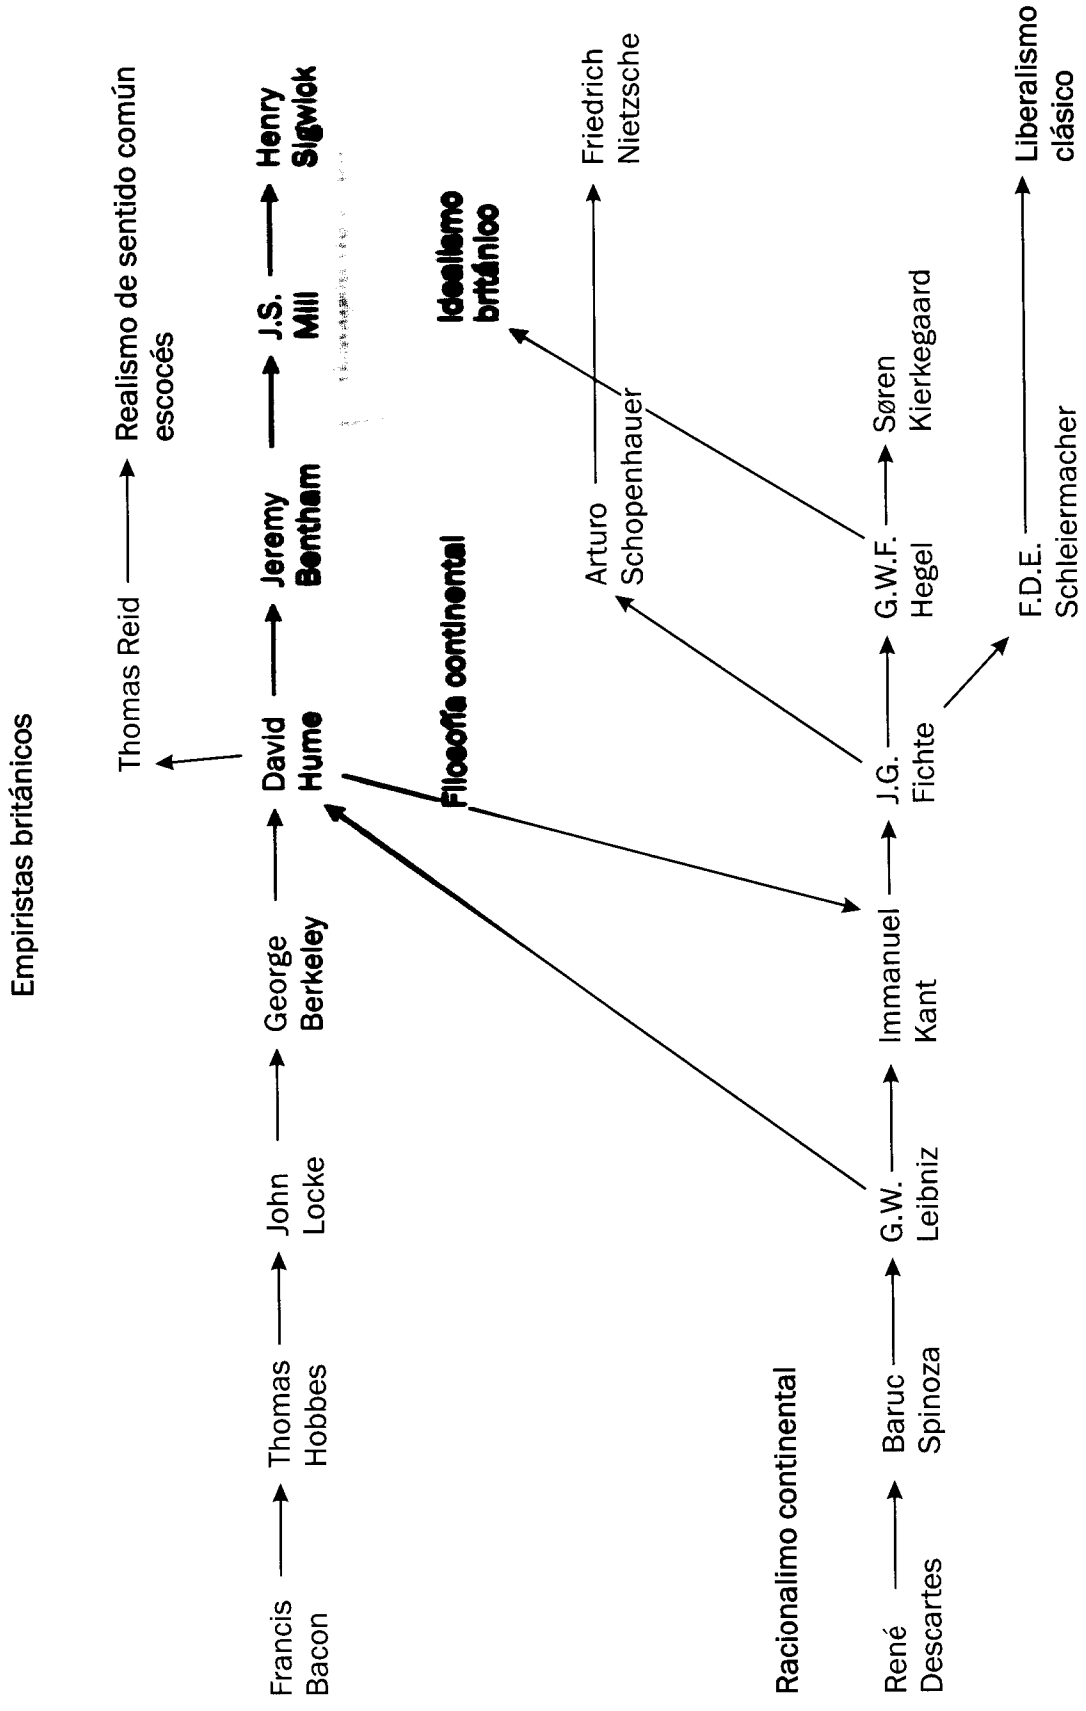 Empiristas británicos
Thomas Reid
Realismo de sentido común
escocés
Francis
Bacon
Thomas
Hobbes
John
Locke
George
Berkeley
David
Hume
Jeremy
Bentham
J.S.
Mill
Henry
Sigwick
Filosofía continental
Idealismo
británico
Arturo
Schopenhauer
Friedrich
Nietzsche
Racionalimo continental
René
Descartes
Baruc
Spinoza
G.W.
Leibniz
Immanuel
Kant
J.G.
Fichte
G.W.F.
Hegel
Søren
Kierkegaard
F.D.E.
Schleiermacher
Liberalismo
clásico